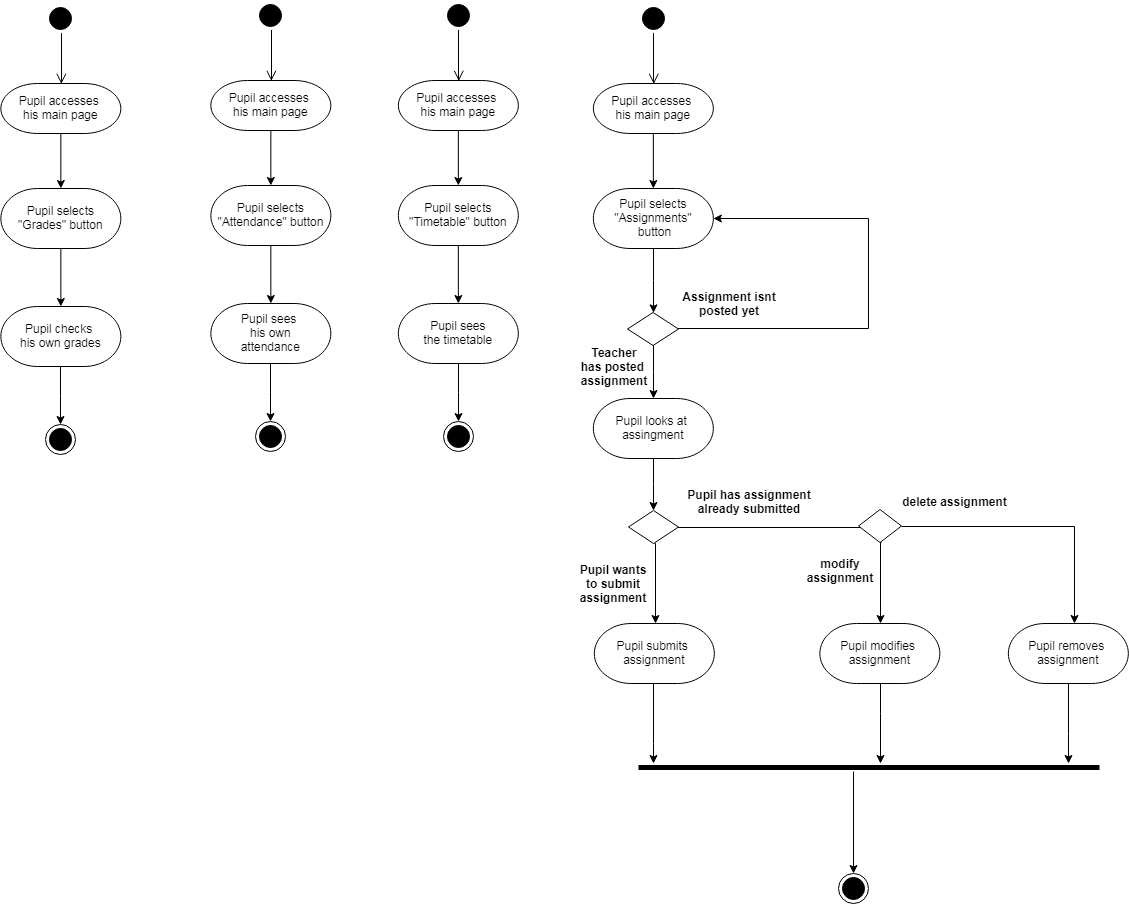 Pupil accesses
his main page
Pupil selects
"Grades" button
Pupil checks
his own grades
Pupil accesses
his main page
Pupil selects
"Attendance" button
Pupil sees
his own
attendance
Pupil accesses
his main page
Pupil selects
"Timetable" button
Pupil sees
the timetable
Pupil accesses
his main page
Pupil selects
"Assignments"
button
Assignment isnt
posted yet
Teacher
has posted
assignment
Pupil looks at
assingment
Pupil has assignment
already submitted
delete assignment
Pupil wants
to submit
assignment
modify
assignment
Pupil submits
assignment
Pupil modifies
assignment
Pupil removes
assignment